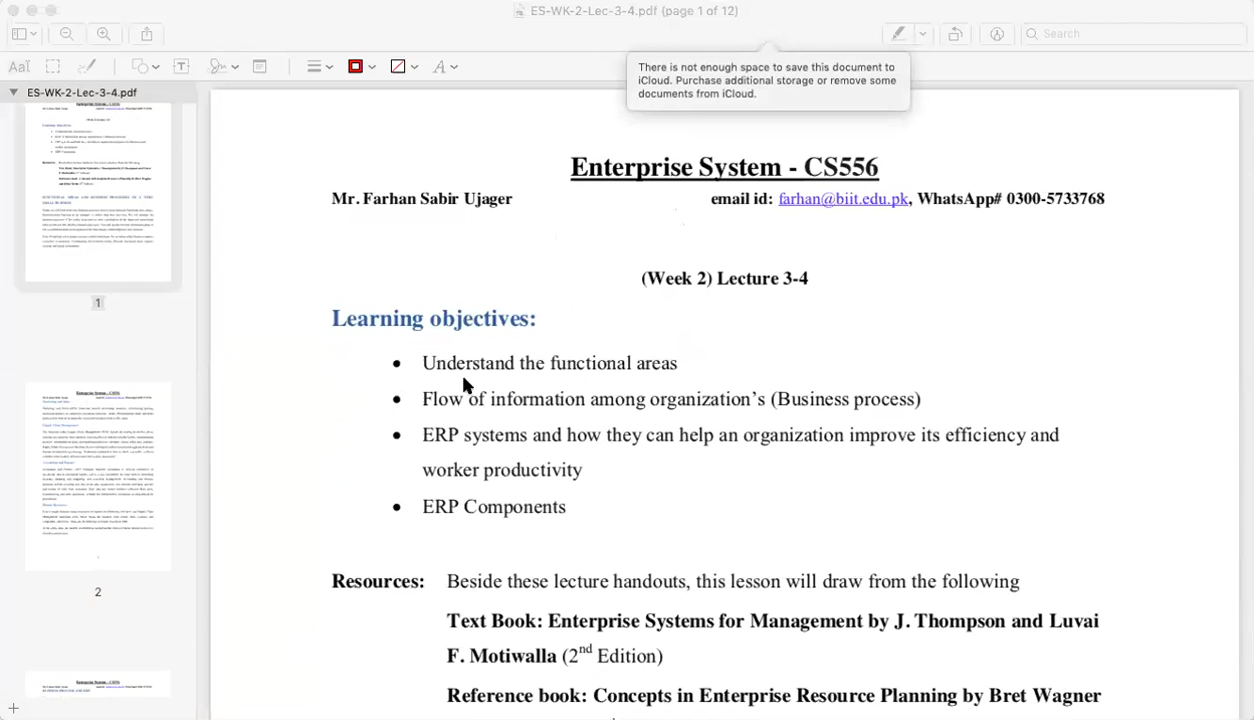 ES-WK-2-Lec-3-4.pdf (page 1 of 12)
Search
There is not enough space to save this document to
iCloud. Purchase additional storage or remove some
documents from iCloud.
ES-WK-2-Lec-3-4.pdf
1
2
Enterprise System - CS556
Mr. Farhan Sabir Ujager email id: farhan@biit.edu.pk, WhatsApp# 0300-5733768
(Week 2) Lecture 3-4
Learning objectives:
• Understand the functional areas
• Flow of information among organization’s (Business process)
• ERP systems and how they can help an organization improve its efficiency and
worker productivity
• ERP Components
Resources: Beside these lecture handouts, this lesson will draw from the following
Text Book: Enterprise Systems for Management by J. Thompson and Luvai
F. Motiwalla (2nd Edition)
Reference book: Concepts in Enterprise Resource Planning by Bret Wagner